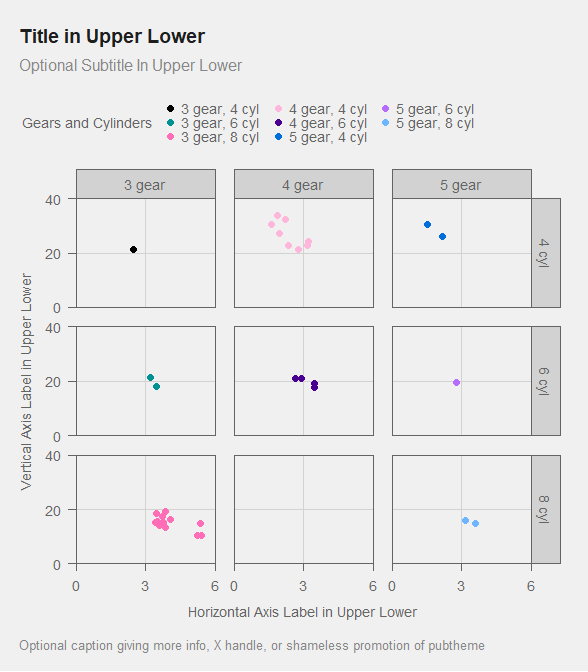 Title in Upper Lower
Optional Subtitle In Upper Lower
3 gear, 4 cyl 4 gear, 4 cyl 5 gear, 6 cyl
Gears and Cylinders 3 gear, 6 cyl 4 gear, 6 cyl 5 gear, 8 cyl
3 gear, 8 cyl 5 gear, 4 cyl
3 gear 4 gear 5 gear
40
20
0
4 cyl
40
20
0
6 cyl
40
20
0
8 cyl
Vertical Axis Label in Upper Lower
0 3 6 0 3 6 0 3 6
Horizontal Axis Label in Upper Lower
Optional caption giving more info, X handle, or shameless promotion of pubtheme